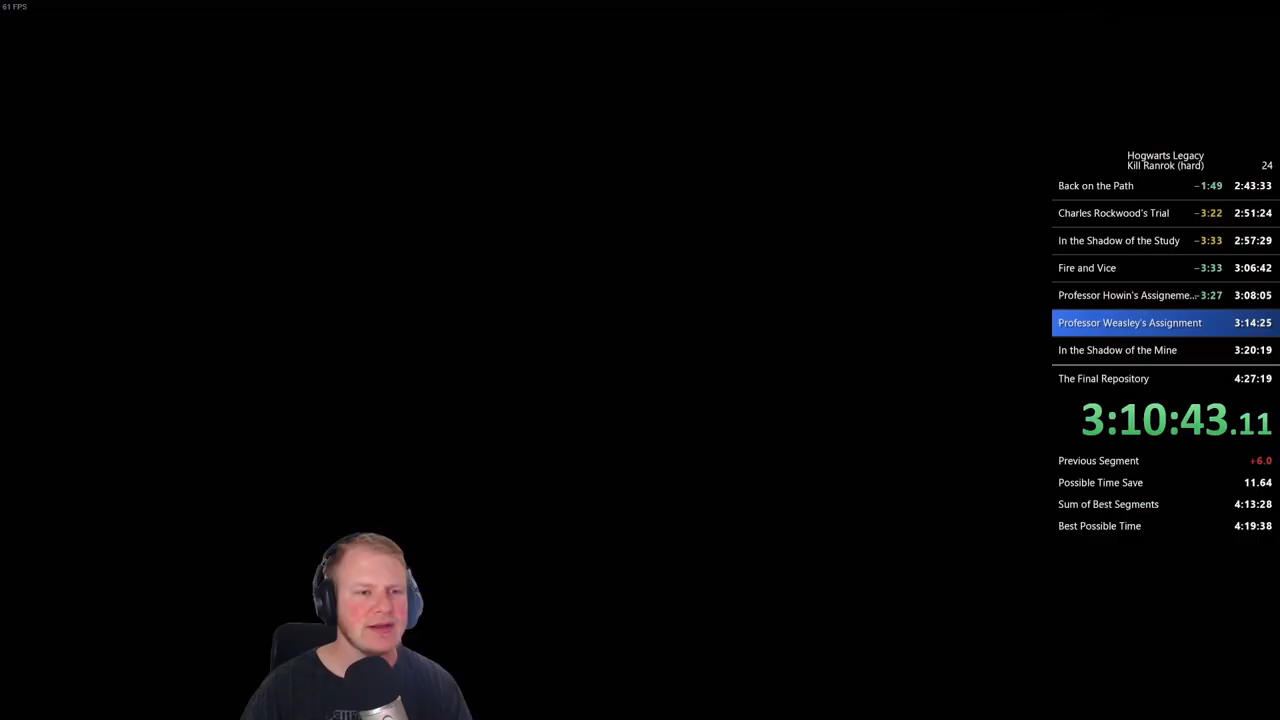 61 FPS
Hogwarts Legacy
Kill Ranrok (hard) 24
Back on the Path -1:49 2:43:33
Charles Rockwood's Trial -3:22 2:51:24
In the Shadow of the Study -3:33 2:57:29
Fire and Vice -3:33 3:06:42
Professor Howin's Assigneme... -3:27 3:08:05
Professor Weasley's Assignment 3:14:25
In the Shadow of the Mine 3:20:19
The Final Repository 4:27:19
3:10:43.11
Previous Segment +6.0
Possible Time Save 11.64
Sum of Best Segments 4:13:28
Best Possible Time 4:19:38